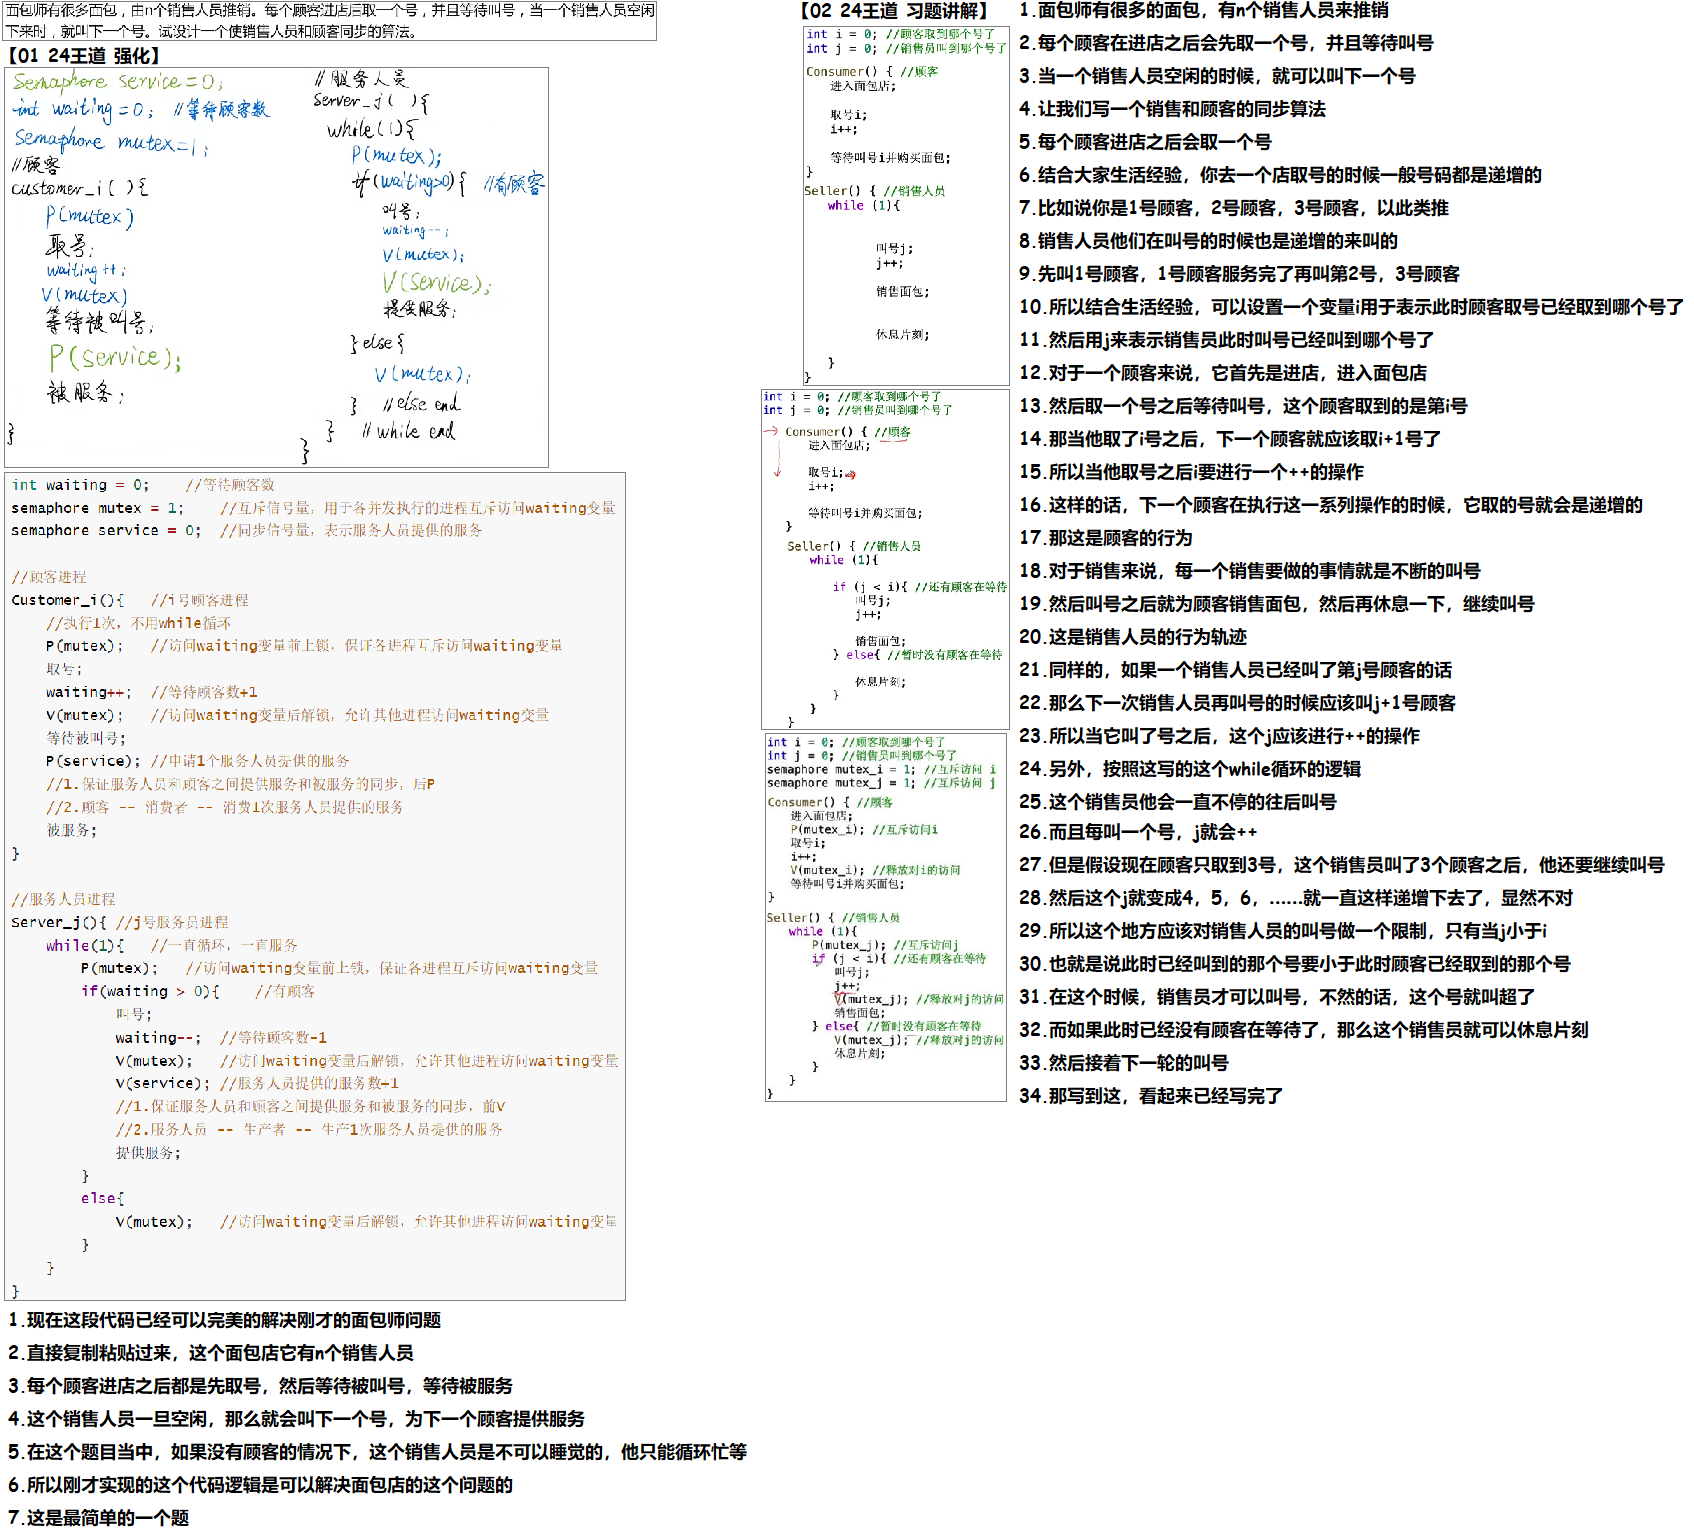 面包师有很多面包，由n个销售人员推销。每个顾客进店后取一个号，并且等待叫号，当一个销售人员空闲
下来时，就叫下一个号。试设计一个使销售人员和顾客同步的算法。
【01 24王道 强化】
Semaphore service=0;
int waiting=0; //等待顾客数
Semaphore mutex=1;
//顾客
customer_i( ){
P(mutex)
取号;
waiting++;
V(mutex)
等待被叫号;
P(service);
被服务;
}
//服务人员
server_j( ){
while(1){
P(mutex);
if(waiting>0){ //有顾客
叫号;
waiting--;
V(mutex);
V(service);
提供服务;
}else{
V(mutex);
} //else end
} //while end
}
int waiting = 0; //等待顾客数
semaphore mutex = 1; //互斥信号量，用于各并发执行的进程互斥访问waiting变量
semaphore service = 0; //同步信号量，表示服务人员提供的服务
//顾客进程
Customer_i(){ //i号顾客进程
//执行1次，不用while循环
P(mutex); //访问waiting变量前上锁，保证各进程互斥访问waiting变量
取号;
waiting++; //等待顾客数+1
V(mutex); //访问waiting变量后解锁，允许其他进程访问waiting变量
等待被叫号;
P(service); //申请1个服务人员提供的服务
//1.保证服务人员和顾客之间提供服务和被服务的同步，后P
//2.顾客 -- 消费者 -- 消费1次服务人员提供的服务
被服务;
}
//服务人员进程
Server_j(){ //j号服务员进程
while(1){ //一直循环，一直服务
P(mutex); //访问waiting变量前上锁，保证各进程互斥访问waiting变量
if(waiting > 0){ //有顾客
叫号;
waiting--; //等待顾客数-1
V(mutex); //访问waiting变量后解锁，允许其他进程访问waiting变量
V(service); //服务人员提供的服务数+1
//1.保证服务人员和顾客之间提供服务和被服务的同步，前V
//2.服务人员 -- 生产者 -- 生产1次服务人员提供的服务
提供服务;
}
else{
V(mutex); //访问waiting变量后解锁，允许其他进程访问waiting变量
}
}
}
1.现在这段代码已经可以完美的解决刚才的面包师问题
2.直接复制粘贴过来，这个面包店它有n个销售人员
3.每个顾客进店之后都是先取号，然后等待被叫号，等待被服务
4.这个销售人员一旦空闲，那么就会叫下一个号，为下一个顾客提供服务
5.在这个题目当中，如果没有顾客的情况下，这个销售人员是不可以睡觉的，他只能循环忙等
6.所以刚才实现的这个代码逻辑是可以解决面包店的这个问题的
7.这是最简单的一个题
【02 24王道 习题讲解】
int i = 0; //顾客取到哪个号了
int j = 0; //销售员叫到哪个号了
Consumer() { //顾客
进入面包店;
取号i;
i++;
等待叫号i并购买面包;
}
Seller() { //销售人员
while (1){
叫号j;
j++;
销售面包;
休息片刻;
}
}
int i = 0; //顾客取到哪个号了
int j = 0; //销售员叫到哪个号了
Consumer() { //顾客
进入面包店;
取号i;
i++;
等待叫号i并购买面包;
}
Seller() { //销售人员
while (1){
if (j < i){ //还有顾客在等待
叫号j;
j++;
销售面包;
} else{ //暂时没有顾客在等待
休息片刻;
}
}
}
int i = 0; //顾客取到哪个号了
int j = 0; //销售员叫到哪个号了
semaphore mutex_i = 1; //互斥访问 i
semaphore mutex_j = 1; //互斥访问 j
Consumer() { //顾客
进入面包店;
P(mutex_i); //互斥访问i
取号i;
i++;
V(mutex_i); //释放对i的访问
等待叫号i并购买面包;
}
Seller() { //销售人员
while (1){
P(mutex_j); //互斥访问j
if (j < i){ //还有顾客在等待
叫号j;
j++;
V(mutex_j); //释放对j的访问
销售面包;
} else{ //暂时没有顾客在等待
V(mutex_j); //释放对j的访问
休息片刻;
}
}
}
1.面包师有很多的面包，有n个销售人员来推销
2.每个顾客在进店之后会先取一个号，并且等待叫号
3.当一个销售人员空闲的时候，就可以叫下一个号
4.让我们写一个销售和顾客的同步算法
5.每个顾客进店之后会取一个号
6.结合大家生活经验，你去一个店取号的时候一般号码都是递增的
7.比如说你是1号顾客，2号顾客，3号顾客，以此类推
8.销售人员他们在叫号的时候也是递增的来叫的
9.先叫1号顾客，1号顾客服务完了再叫第2号，3号顾客
10.所以结合生活经验，可以设置一个变量i用于表示此时顾客取号已经取到哪个号了
11.然后用j来表示销售员此时叫号已经叫到哪个号了
12.对于一个顾客来说，它首先是进店，进入面包店
13.然后取一个号之后等待叫号，这个顾客取到的是第i号
14.那当他取了i号之后，下一个顾客就应该取i+1号了
15.所以当他取号之后i要进行一个++的操作
16.这样的话，下一个顾客在执行这一系列操作的时候，它取的号就会是递增的
17.那这是顾客的行为
18.对于销售来说，每一个销售要做的事情就是不断的叫号
19.然后叫号之后就为顾客销售面包，然后再休息一下，继续叫号
20.这是销售人员的行为轨迹
21.同样的，如果一个销售人员已经叫了第j号顾客的话
22.那么下一次销售人员再叫号的时候应该叫j+1号顾客
23.所以当它叫了号之后，这个j应该进行++的操作
24.另外，按照这写的这个while循环的逻辑
25.这个销售员他会一直不停的往后叫号
26.而且每叫一个号，j就会++
27.但是假设现在顾客只取到3号，这个销售员叫了3个顾客之后，他还要继续叫号
28.然后这个j就变成4，5，6，……就一直这样递增下去了，显然不对
29.所以这个地方应该对销售人员的叫号做一个限制，只有当j小于i
30.也就是说此时已经叫到的那个号要小于此时顾客已经取到的那个号
31.在这个时候，销售员才可以叫号，不然的话，这个号就叫超了
32.而如果此时已经没有顾客在等待了，那么这个销售员就可以休息片刻
33.然后接着下一轮的叫号
34.那写到这，看起来已经写完了